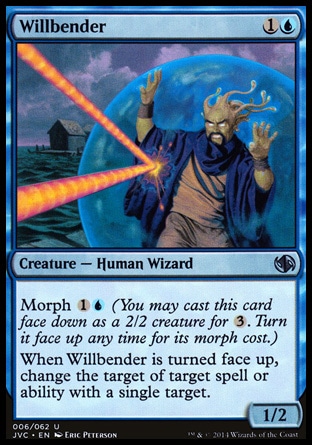 Willbender 1
Creature — Human Wizard
Morph 1 (You may cast this card
face down as a 2/2 creature for 3. Turn
it face up any time for its morph cost.)
When Willbender is turned face up,
change the target of target spell or
ability with a single target.
1/2
006/062 U
JVC • EN Eric Peterson
™ & © 2014 Wizards of the Coast